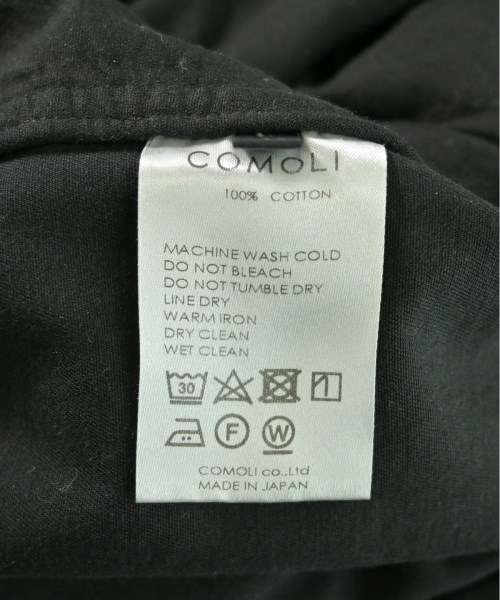 COMOLI
100% COTTON
MACHINE WASH COLD
DO NOT BLEACH
DO NOT TUMBLE DRY
LINE DRY
WARM IRON
DRY CLEAN
WET CLEAN
30
F W
COMOLI co.,Ltd
MADE IN JAPAN